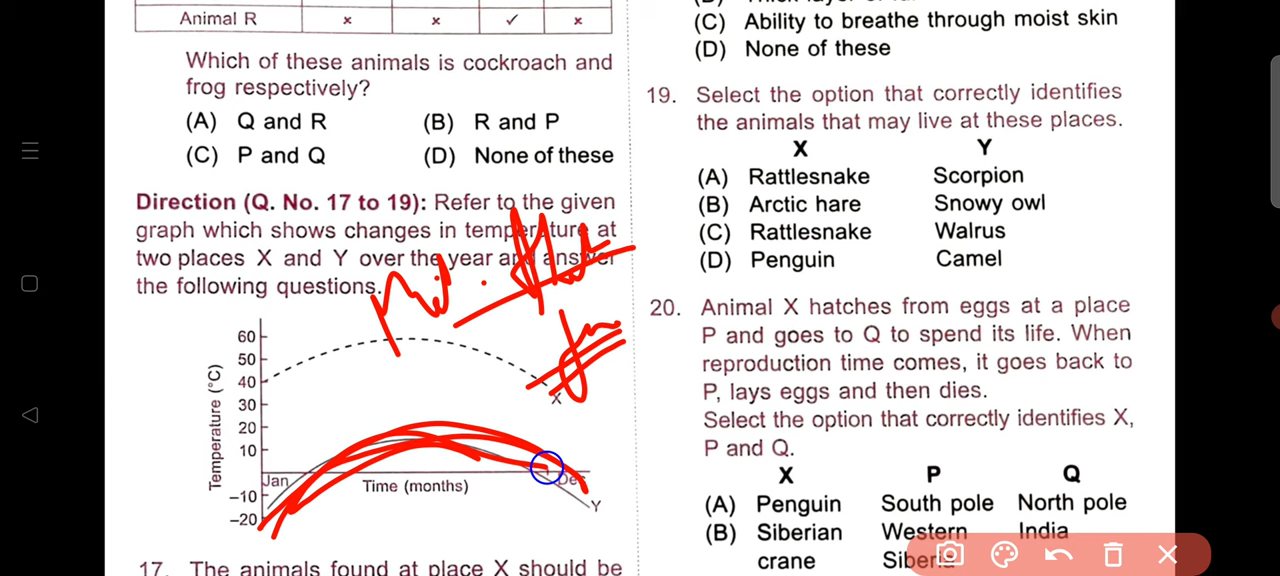 Animal R × × ✓ ×
Which of these animals is cockroach and
frog respectively?
(A) Q and R (B) R and P
(C) P and Q (D) None of these
Direction (Q. No. 17 to 19): Refer to the given
graph which shows changes in temperature at
two places X and Y over the year and answer
the following questions.
60
50
40
30
20
10
-10
-20
Temperature (°C)
Jan
Time (months)
Dec
X
Y
17. The animals found at place X should be
(C) Ability to breathe through moist skin
(D) None of these
19. Select the option that correctly identifies
the animals that may live at these places.
X Y
(A) Rattlesnake Scorpion
(B) Arctic hare Snowy owl
(C) Rattlesnake Walrus
(D) Penguin Camel
20. Animal X hatches from eggs at a place
P and goes to Q to spend its life. When
reproduction time comes, it goes back to
P, lays eggs and then dies.
Select the option that correctly identifies X,
P and Q.
X P Q
(A) Penguin South pole North pole
(B) Siberian Western India
crane Siberia